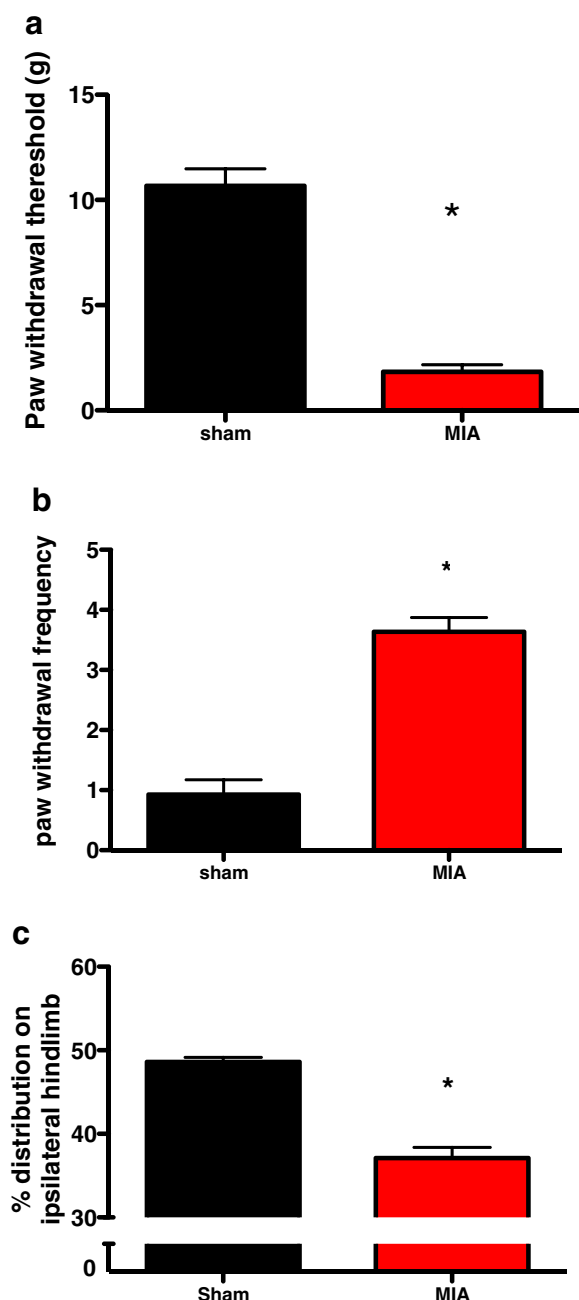 a
Paw withdrawal thereshold (g)
15
10
5
0
*
sham
MIA
b
paw withdrawal frequency
5
4
3
2
1
0
*
sham
MIA
c
% distribution on
ipsilateral hindlimb
60
50
40
30
0
*
Sham
MIA